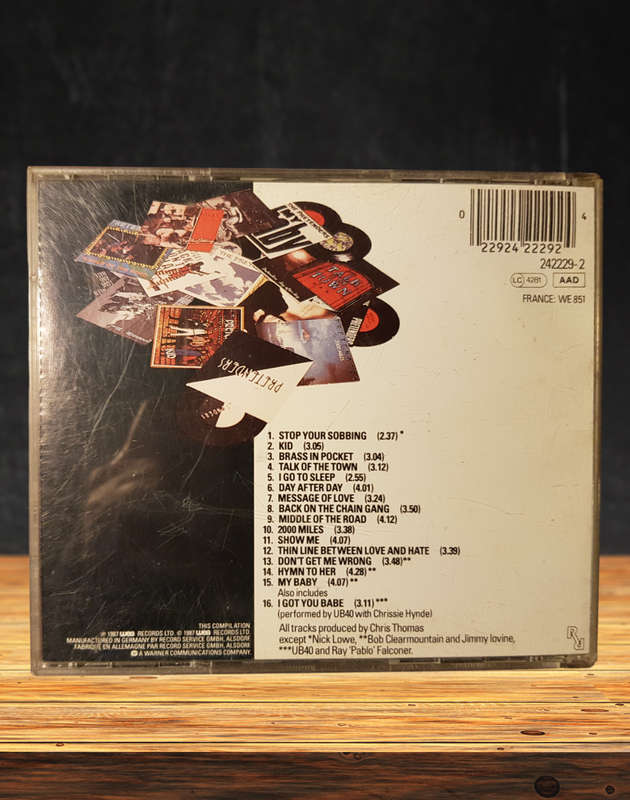 0
4
22924 22292
242229-2
LC 4281 AAD
FRANCE: WE 851
TALK
OF THE
TOWN
PRETENDERS
1. STOP YOUR SOBBING (2.37) *
2. KID (3.05)
3. BRASS IN POCKET (3.04)
4. TALK OF THE TOWN (3.12)
5. I GO TO SLEEP (2.55)
6. DAY AFTER DAY (4.01)
7. MESSAGE OF LOVE (3.24)
8. BACK ON THE CHAIN GANG (3.50)
9. MIDDLE OF THE ROAD (4.12)
10. 2000 MILES (3.38)
11. SHOW ME (4.07)
12. THIN LINE BETWEEN LOVE AND HATE (3.39)
13. DON'T GET ME WRONG (3.48)**
14. HYMN TO HER (4.28)**
15. MY BABY (4.07)**
Also includes
16. I GOT YOU BABE (3.11)***
(performed by UB40 with Chrissie Hynde)
All tracks produced by Chris Thomas
except *Nick Lowe, **Bob Clearmountain and Jimmy Iovine,
***UB40 and Ray 'Pablo' Falconer.
THIS COMPILATION
℗ 1987 wea RECORDS LTD. © 1987 wea RECORDS LTD.
MANUFACTURED IN GERMANY BY RECORD SERVICE GMBH, ALSDORF
FABRIQUÉ EN ALLEMAGNE PAR RECORD SERVICE GMBH, ALSDORF
A WARNER COMMUNICATIONS COMPANY